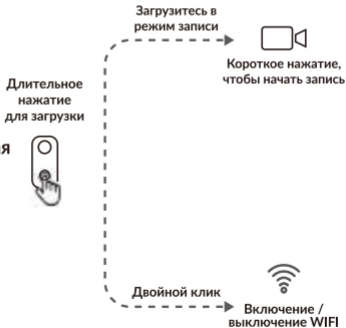 Загрузитесь в
режим записи
Короткое нажатие,
чтобы начать запись
Длительное
нажатие
для загрузки
Двойной клик
Включение /
выключение WIFI